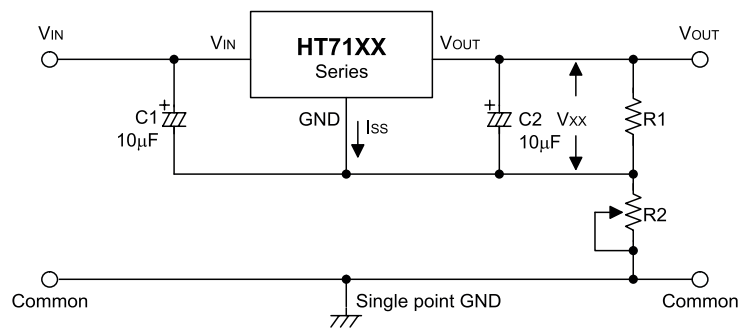 VIN
VIN
HT71XX
Series
VOUT
VOUT
GND
ISS
C1
10μF
C2
10μF
VXX
R1
R2
Common
Single point GND
Common